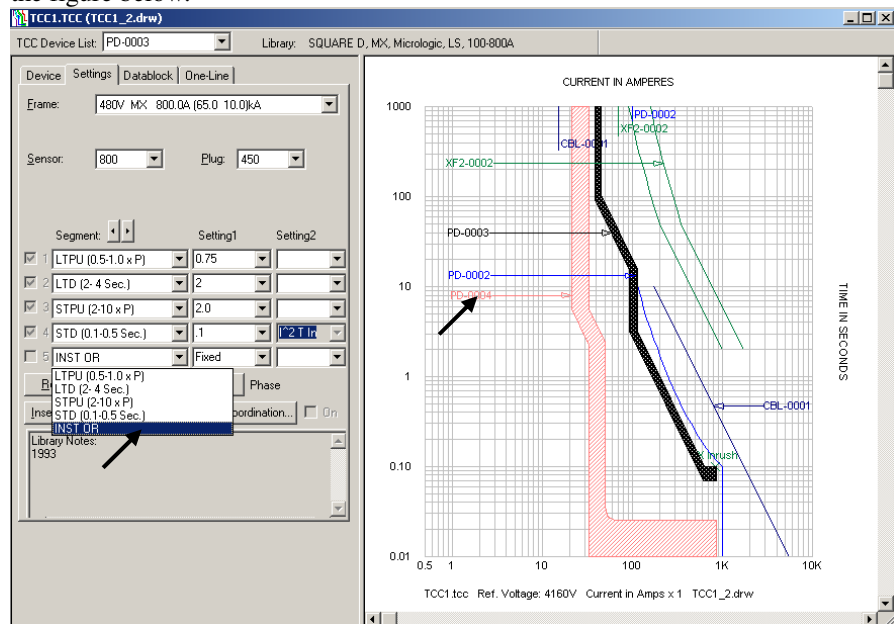 the figure below.
TCC1.TCC (TCC1_2.drw)
TCC Device List: PD-0003 Library: SQUARE D, MX, Micrologic, LS, 100-800A
Device Settings Datablock One-Line
Frame: 480V MX 800.0A (65.0 10.0)kA
Sensor: 800 Plug: 450
Segment: Setting1 Setting2
1 LTPU (0.5-1.0 x P) 0.75
2 LTD (2- 4 Sec.) 2
3 STPU (2-10 x P) 2.0
4 STD (0.1-0.5 Sec.) .1 I^2 T In
5 INST OR Fixed
LTPU (0.5-1.0 x P)
LTD (2- 4 Sec.)
STPU (2-10 x P)
STD (0.1-0.5 Sec.)
INST OR
Phase
On
Library Notes:
1993
CURRENT IN AMPERES
1000
100
10
1
0.10
0.01
PD-0002
XF2-0002
CBL-0001
XF2-0002
PD-0003
PD-0002
PD-0004
CBL-0001
X Inrush
TIME IN SECONDS
0.5 1 10 100 1K 10K
TCC1.tcc Ref. Voltage: 4160V Current in Amps x 1 TCC1_2.drw